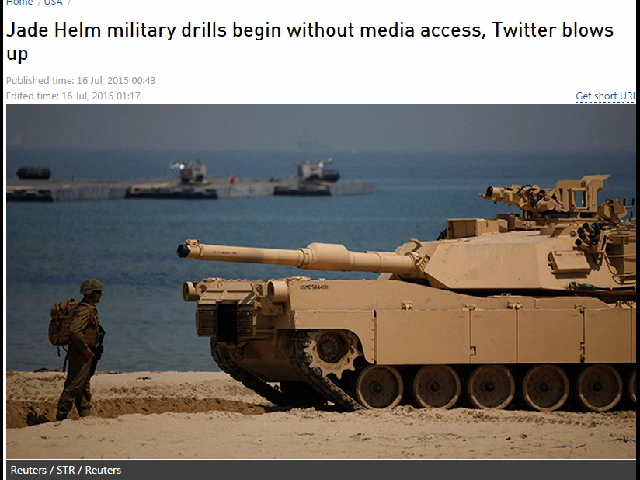 Home / USA /
Jade Helm military drills begin without media access, Twitter blows
up
Published time: 16 Jul, 2015 00:43
Edited time: 16 Jul, 2015 01:17
Get short URL
Reuters / STR / Reuters